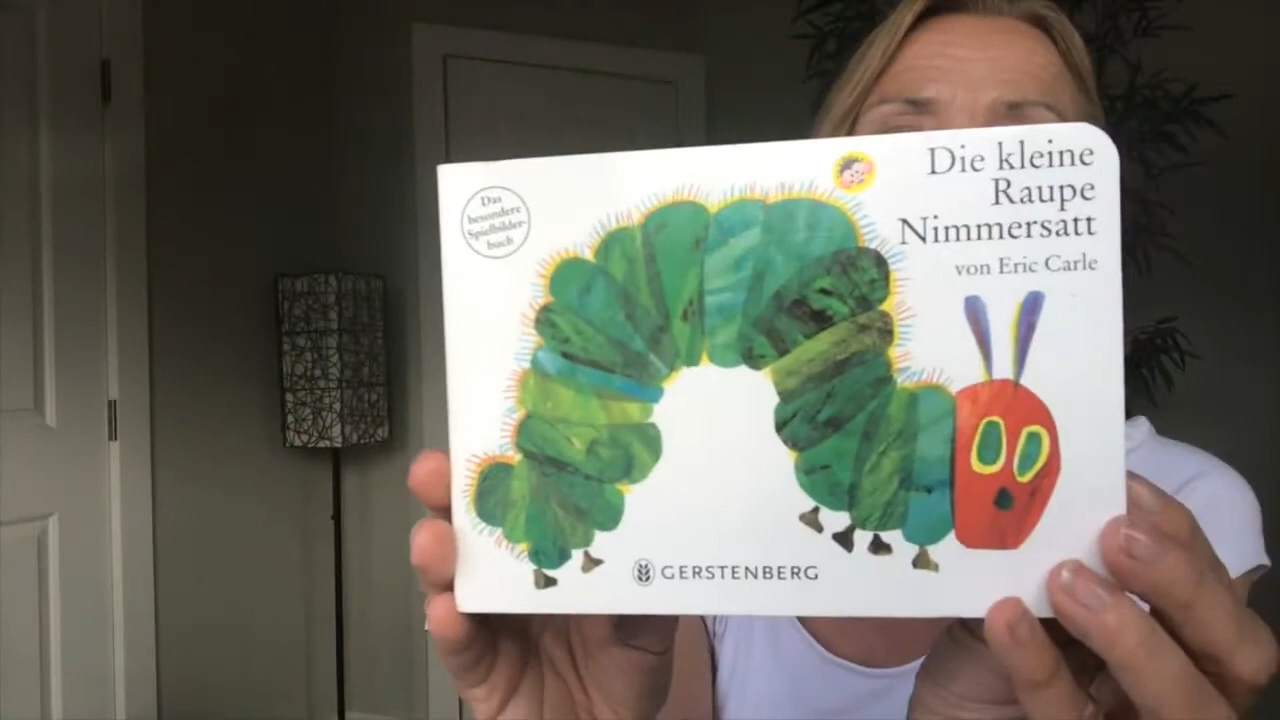 Das
besondere
Spielbilder-
buch
Die kleine
Raupe
Nimmersatt
von Eric Carle
GERSTENBERG